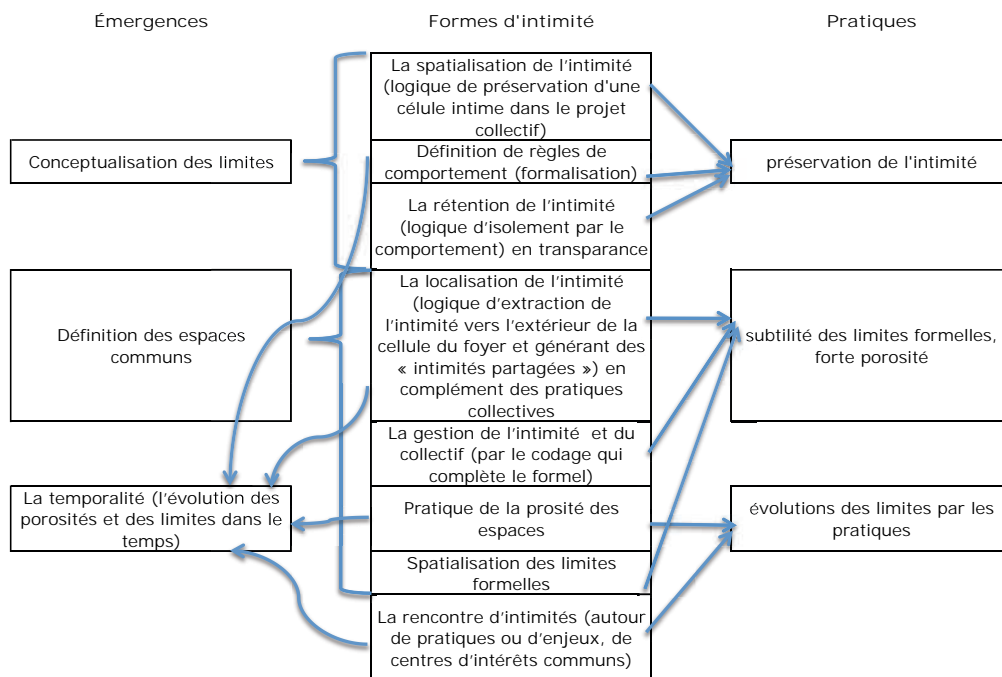 Émergences
Formes d'intimité
Pratiques
La spatialisation de l'intimité
(logique de préservation d'une
célule intime dans le projet
collectif)
Conceptualisation des limites
Définition de règles de
comportement (formalisation)
préservation de l'intimité
La rétention de l'intimité
(logique d'isolement par le
comportement) en transparance
Définition des espaces
communs
La localisation de l'intimité
(logique d'extraction de
l'intimité vers l'extérieur de la
cellule du foyer et générant des
« intimités partagées ») en
complément des pratiques
collectives
subtilité des limites formelles,
forte porosité
La gestion de l'intimité et du
collectif (par le codage qui
complète le formel)
La temporalité (l'évolution des
porosités et des limites dans le
temps)
Pratique de la prosité des
espaces
évolutions des limites par les
pratiques
Spatialisation des limites
formelles
La rencontre d'intimités (autour
de pratiques ou d'enjeux, de
centres d'intérêts communs)